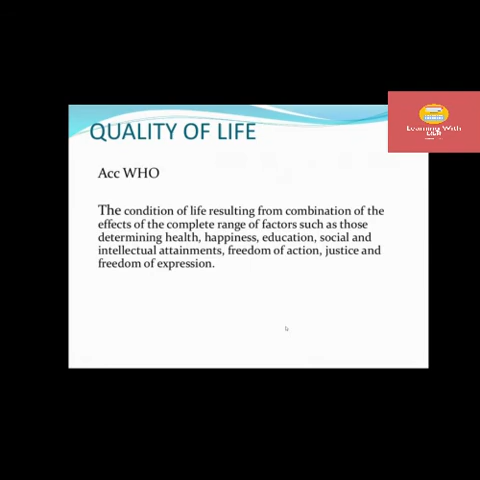 QUALITY OF LIFE
Learning With
Acc WHO
The condition of life resulting from combination of the
effects of the complete range of factors such as those
determining health, happiness, education, social and
intellectual attainments, freedom of action, justice and
freedom of expression.